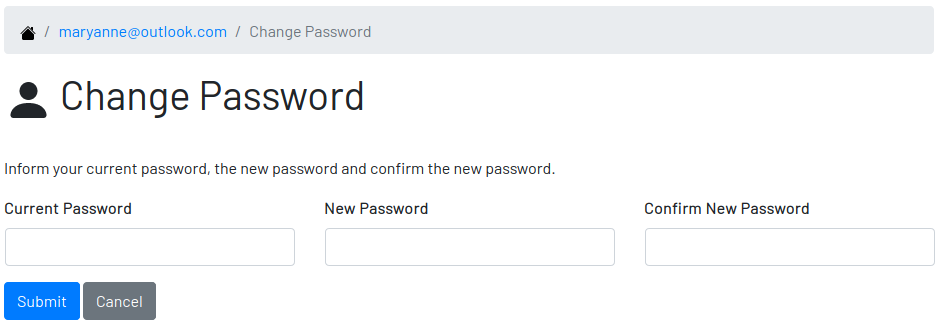 / maryanne@outlook.com / Change Password
Change Password
Inform your current password, the new password and confirm the new password.
Current Password New Password Confirm New Password
Submit Cancel